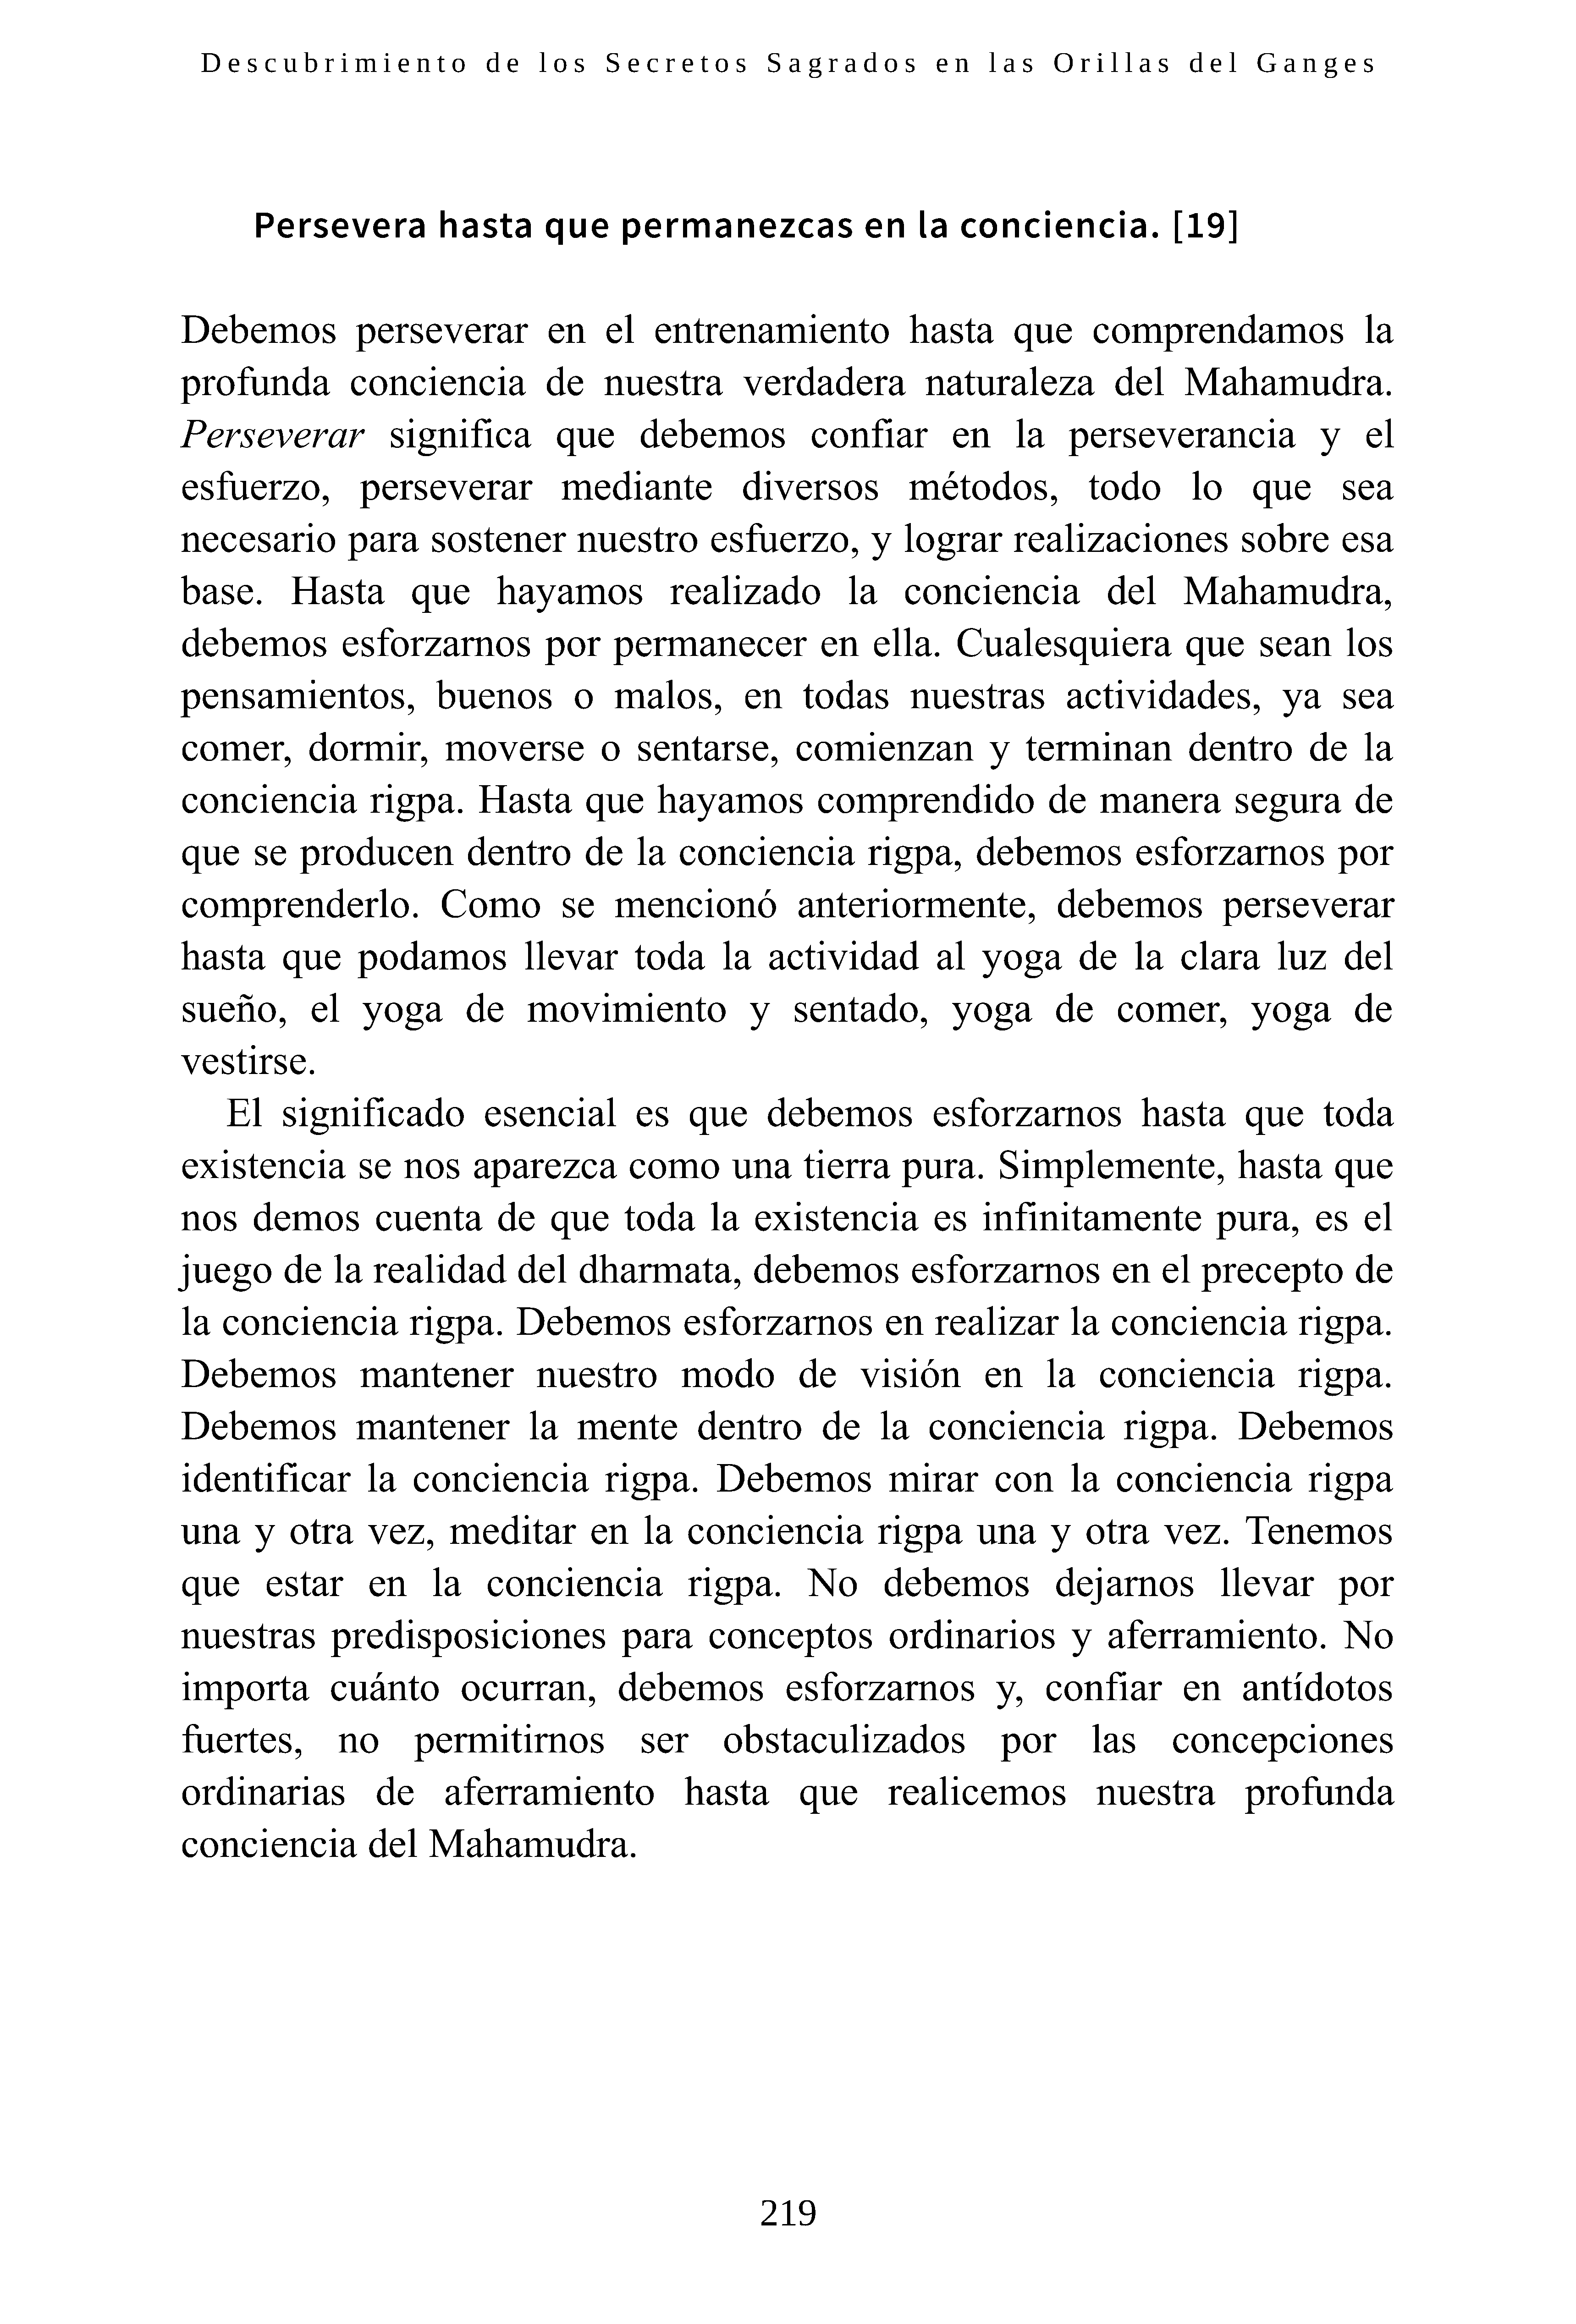 Descubrimiento de los Secretos Sagrados en las Orillas del Ganges
Persevera hasta que permanezcas en la conciencia. [19]
Debemos perseverar en el entrenamiento hasta que comprendamos la
profunda conciencia de nuestra verdadera naturaleza del Mahamudra.
Perseverar significa que debemos confiar en la perseverancia y el
esfuerzo, perseverar mediante diversos métodos, todo lo que sea
necesario para sostener nuestro esfuerzo, y lograr realizaciones sobre esa
base. Hasta que hayamos realizado la conciencia del Mahamudra,
debemos esforzarnos por permanecer en ella. Cualesquiera que sean los
pensamientos, buenos o malos, en todas nuestras actividades, ya sea
comer, dormir, moverse o sentarse, comienzan y terminan dentro de la
conciencia rigpa. Hasta que hayamos comprendido de manera segura de
que se producen dentro de la conciencia rigpa, debemos esforzarnos por
comprenderlo. Como se mencionó anteriormente, debemos perseverar
hasta que podamos llevar toda la actividad al yoga de la clara luz del
sueño, el yoga de movimiento y sentado, yoga de comer, yoga de
vestirse.
El significado esencial es que debemos esforzarnos hasta que toda
existencia se nos aparezca como una tierra pura. Simplemente, hasta que
nos demos cuenta de que toda la existencia es infinitamente pura, es el
juego de la realidad del dharmata, debemos esforzarnos en el precepto de
la conciencia rigpa. Debemos esforzarnos en realizar la conciencia rigpa.
Debemos mantener nuestro modo de visión en la conciencia rigpa.
Debemos mantener la mente dentro de la conciencia rigpa. Debemos
identificar la conciencia rigpa. Debemos mirar con la conciencia rigpa
una y otra vez, meditar en la conciencia rigpa una y otra vez. Tenemos
que estar en la conciencia rigpa. No debemos dejarnos llevar por
nuestras predisposiciones para conceptos ordinarios y aferramiento. No
importa cuánto ocurran, debemos esforzarnos y, confiar en antídotos
fuertes, no permitirnos ser obstaculizados por las concepciones
ordinarias de aferramiento hasta que realicemos nuestra profunda
conciencia del Mahamudra.
219